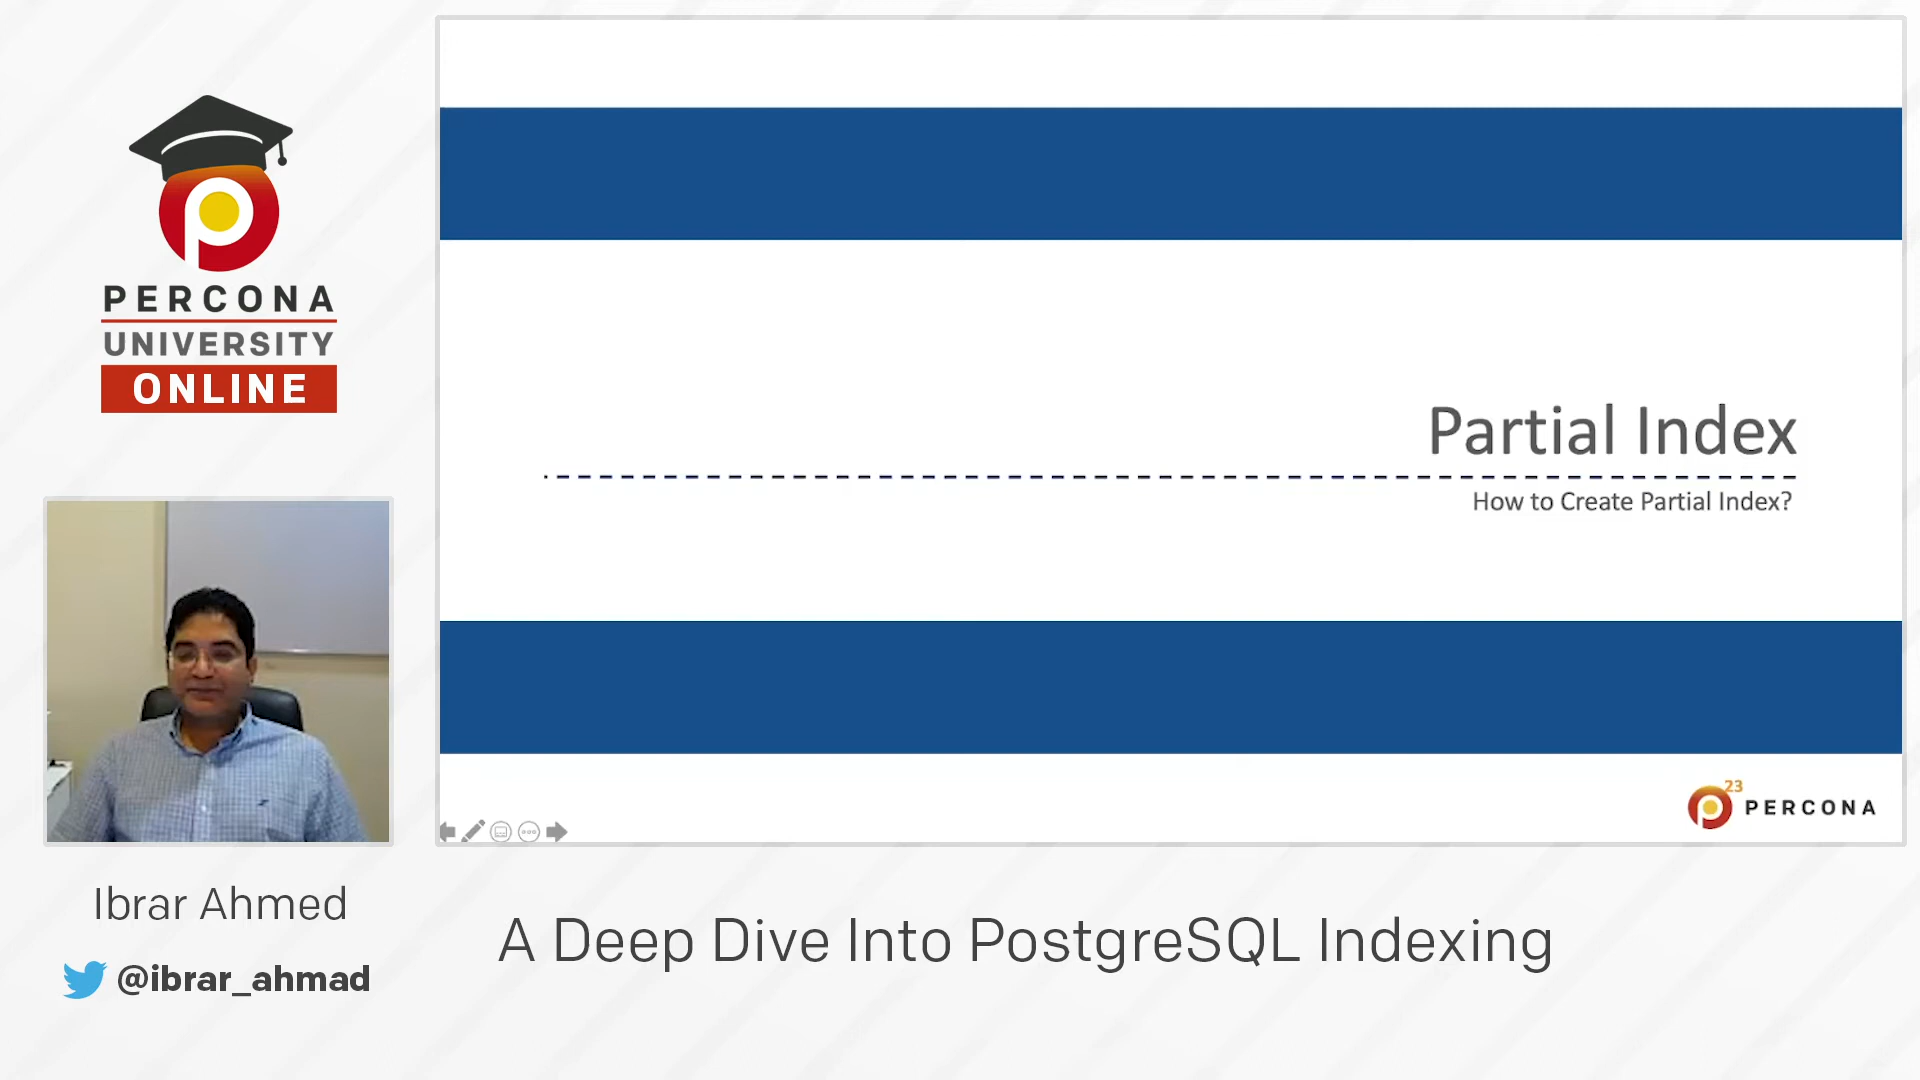 PERCONA
UNIVERSITY
ONLINE
Partial Index
How to Create Partial Index?
23
PERCONA
Ibrar Ahmed
@ibrar_ahmad
A Deep Dive Into PostgreSQL Indexing